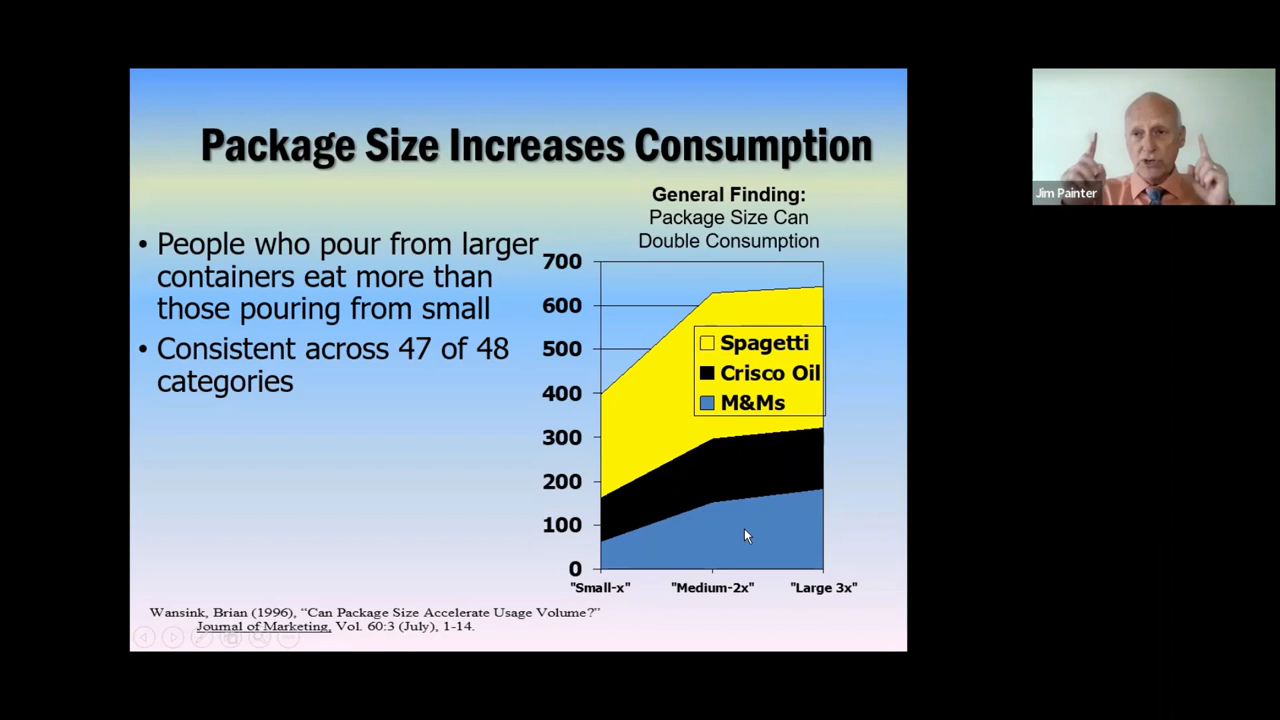 Package Size Increases Consumption
General Finding:
Package Size Can
Double Consumption
• People who pour from larger
containers eat more than
those pouring from small
• Consistent across 47 of 48
categories
700
600
500
400
300
200
100
0
Spagetti
Crisco Oil
M&Ms
"Small-x"
"Medium-2x"
"Large 3x"
Wansink, Brian (1996), “Can Package Size Accelerate Usage Volume?”
Journal of Marketing, Vol. 60:3 (July), 1-14.
Jim Painter